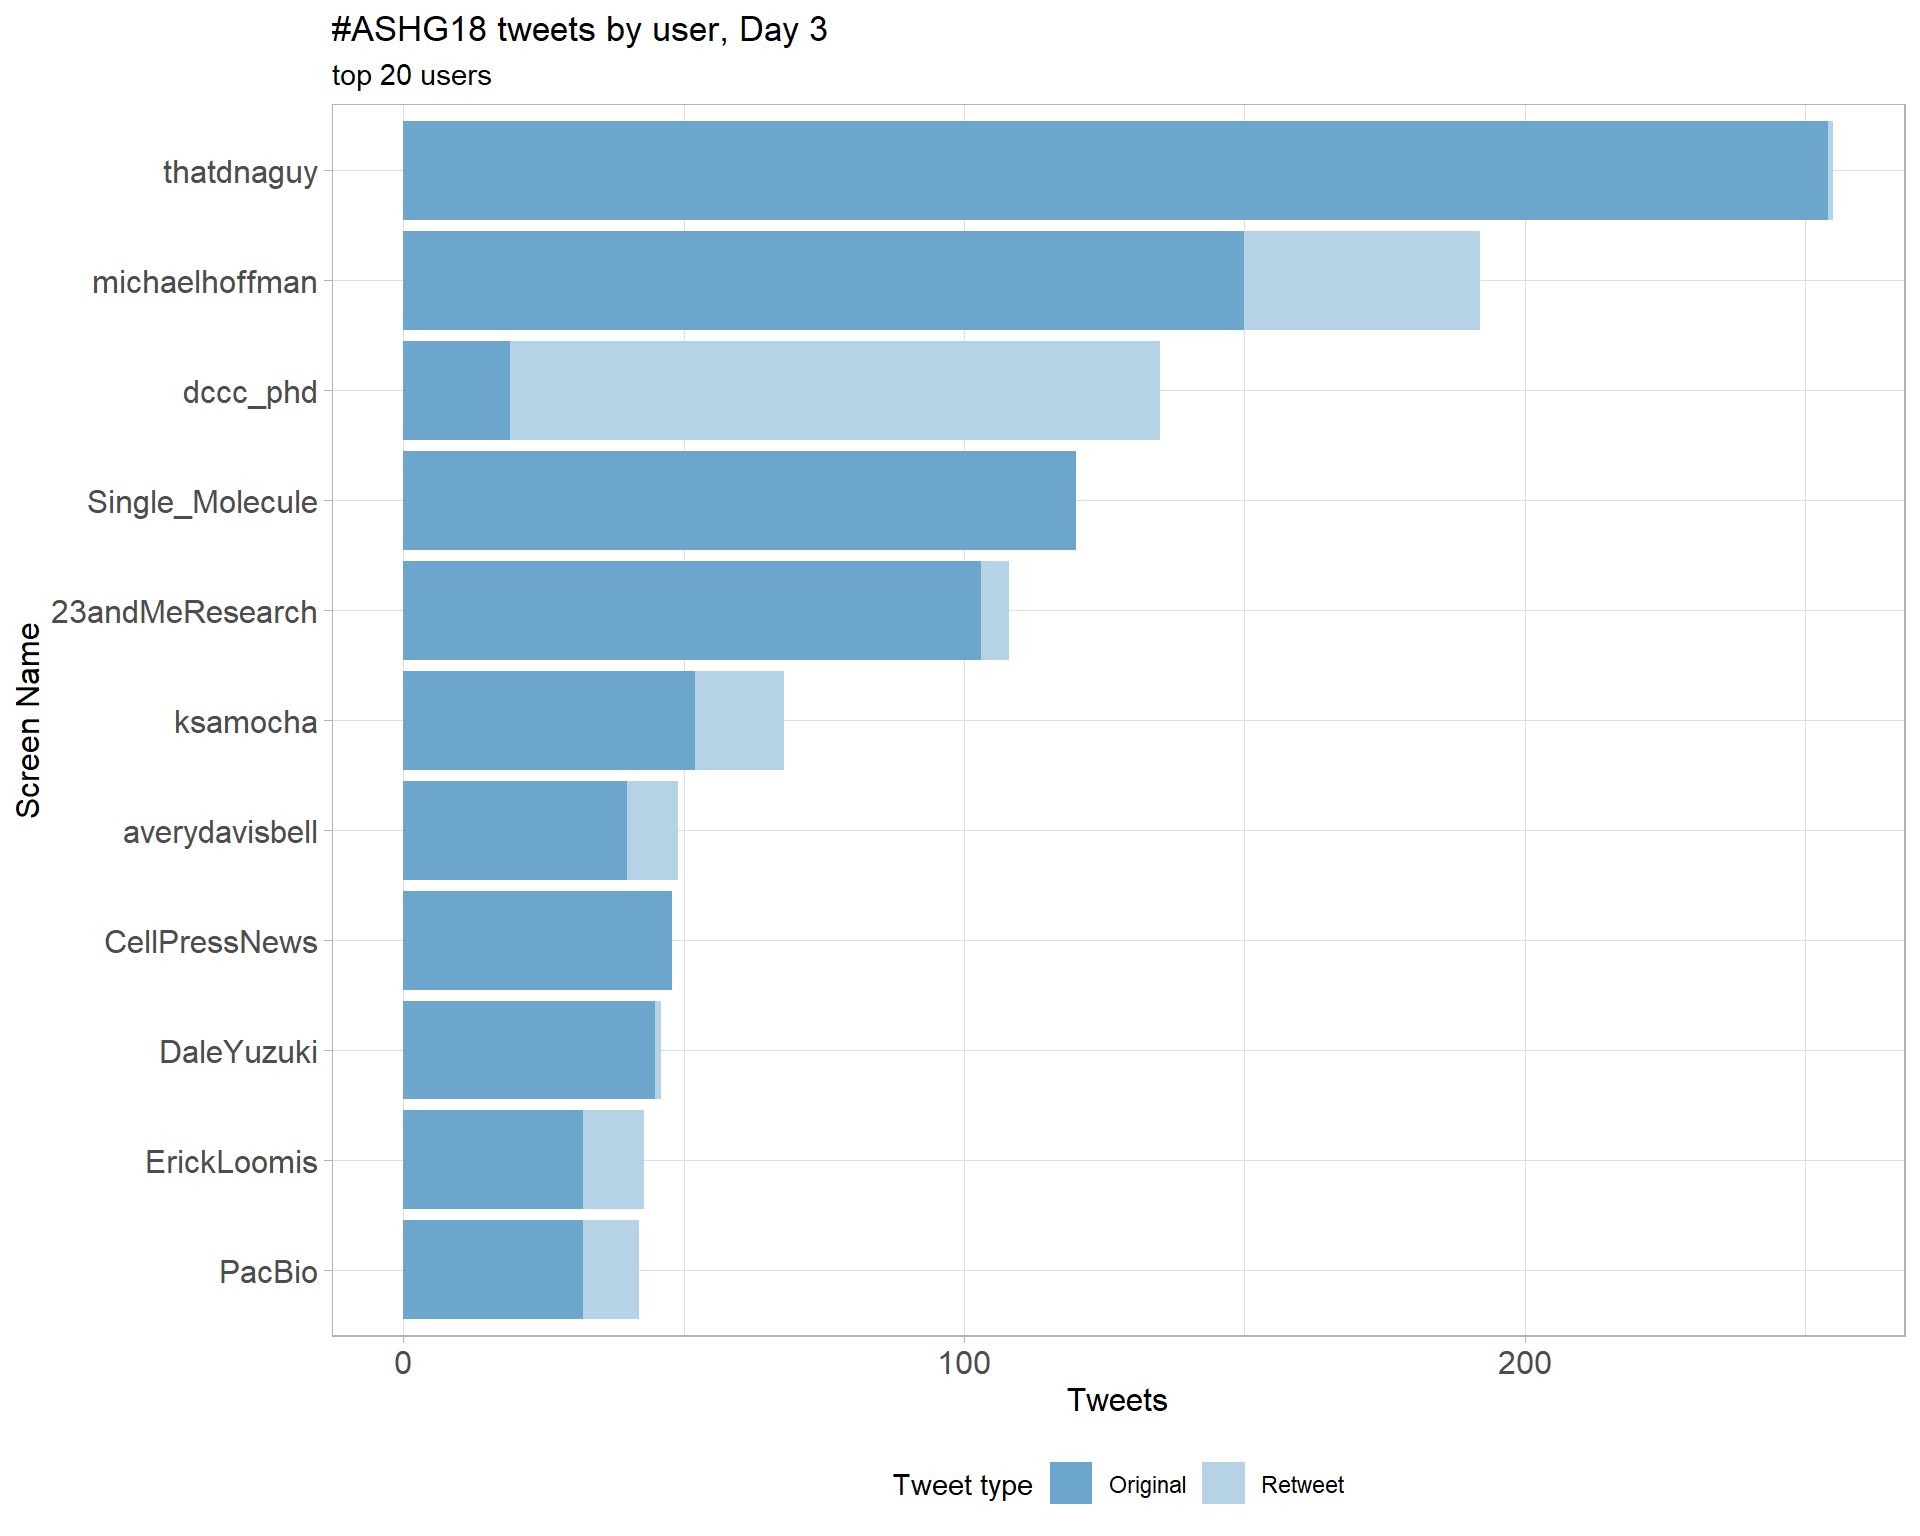 #ASHG18 tweets by user, Day 3
top 20 users
thatdnaguy
michaelhoffman
dccc_phd
Single_Molecule
23andMeResearch
ksamocha
averydavisbell
CellPressNews
DaleYuzuki
ErickLoomis
PacBio
Screen Name
0 100 200
Tweets
Tweet type Original Retweet